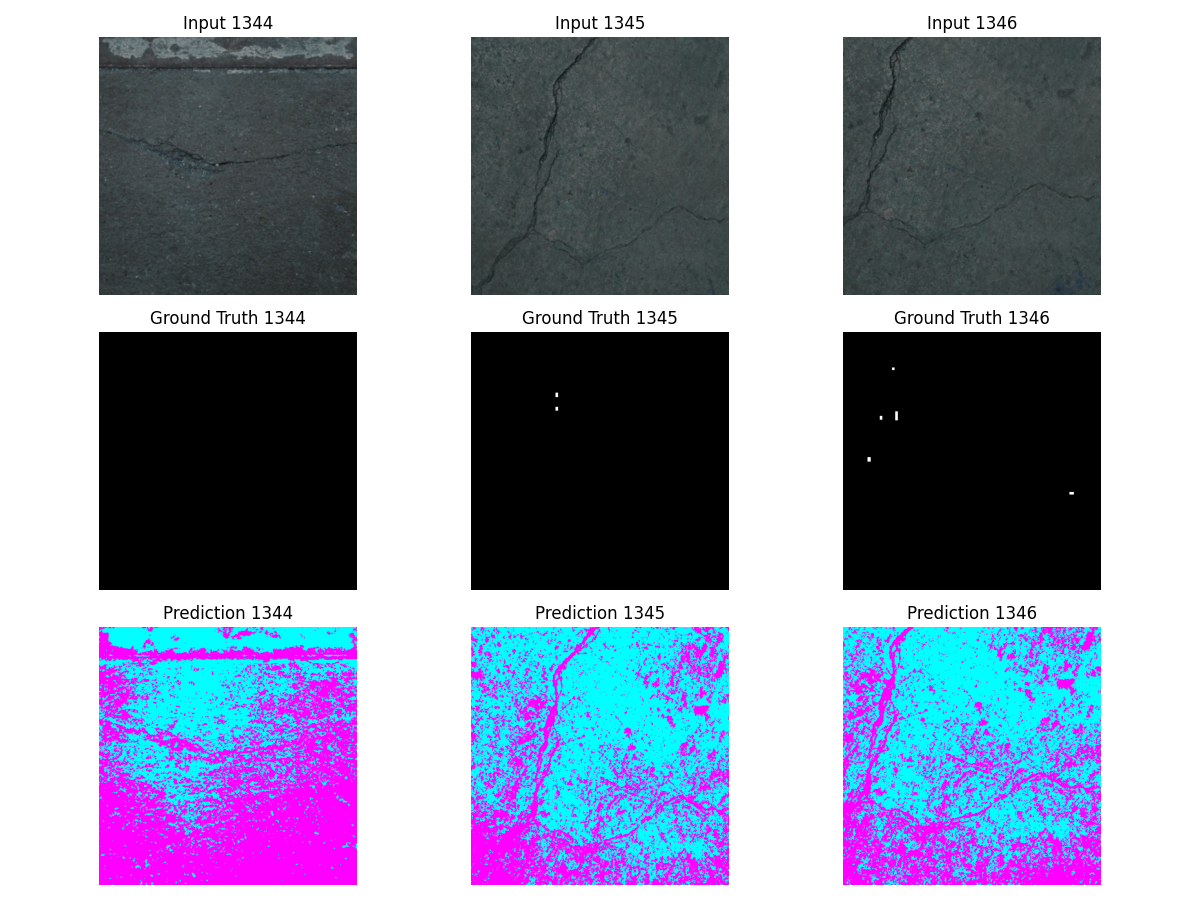 Input 1344
Input 1345
Input 1346
Ground Truth 1344
Ground Truth 1345
Ground Truth 1346
Prediction 1344
Prediction 1345
Prediction 1346